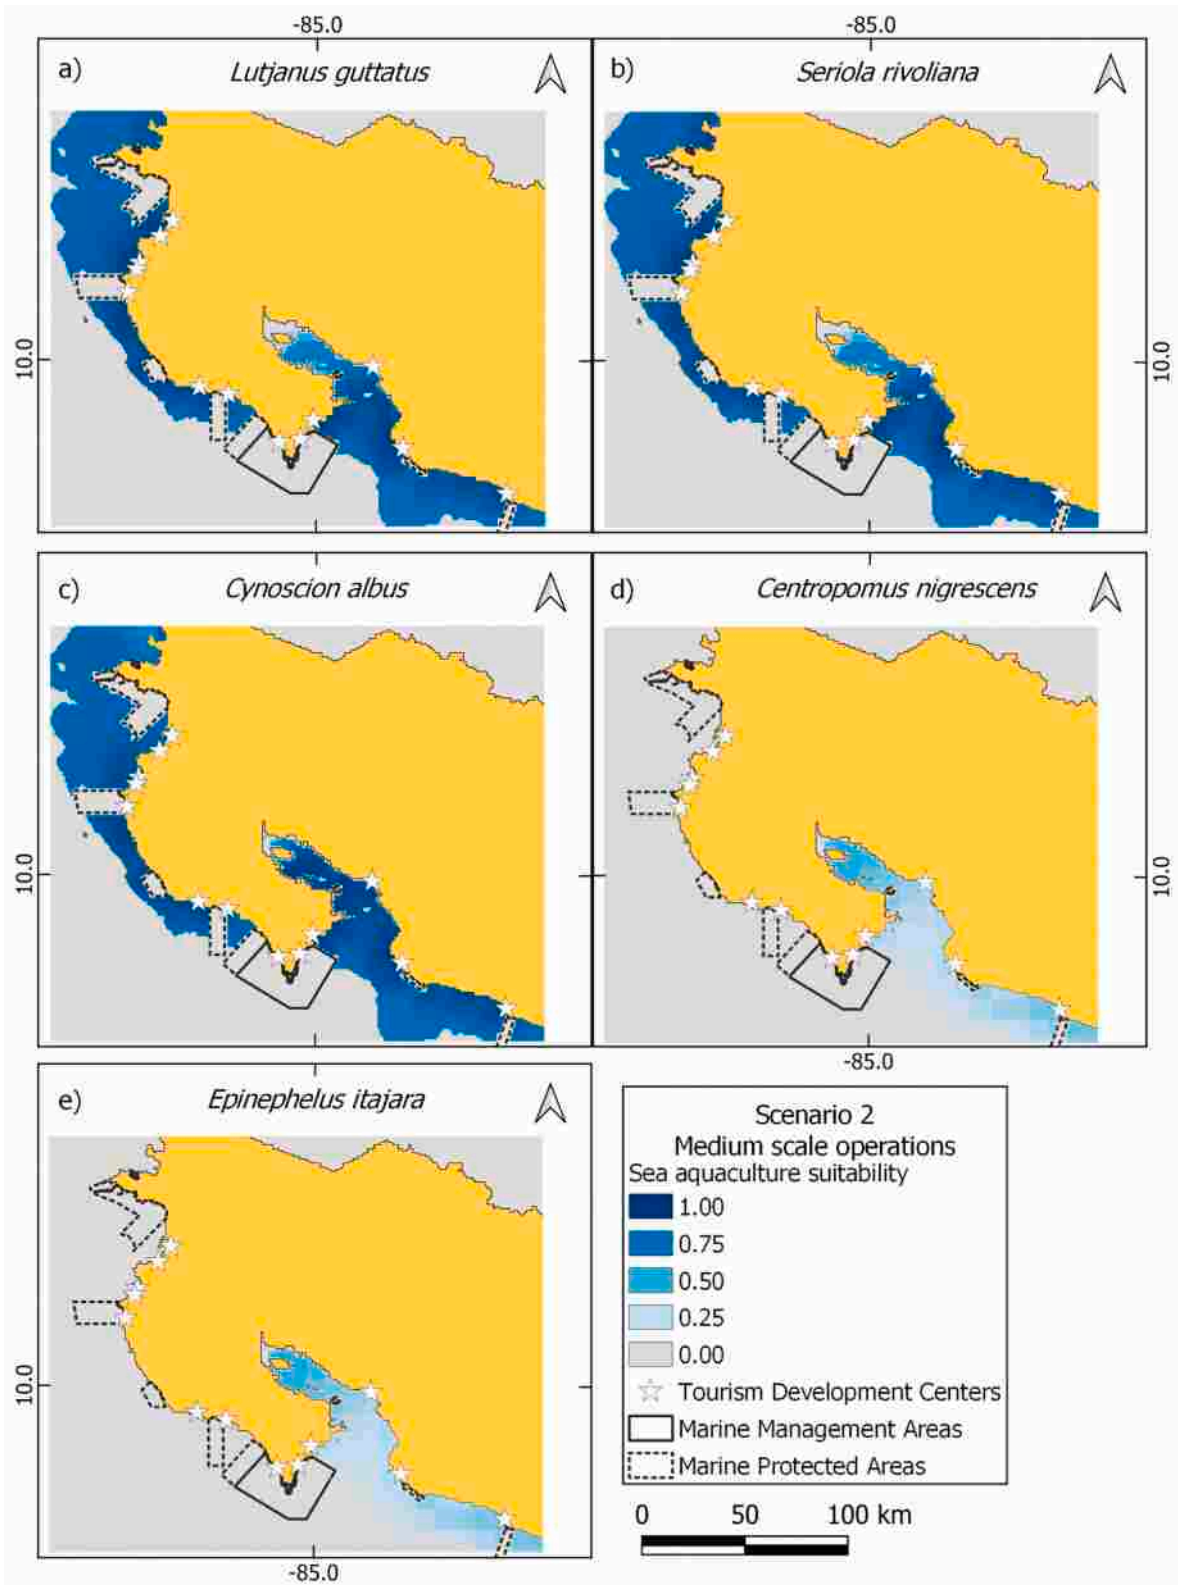 -85.0
-85.0
a)
Lutjanus guttatus
b)
Seriola rivoliana
10.0
10.0
c)
Cynoscion albus
d)
Centropomus nigrescens
10.0
10.0
-85.0
e)
Epinephelus itajara
10.0
-85.0
Scenario 2
Medium scale operations
Sea aquaculture suitability
1.00
0.75
0.50
0.25
0.00
Tourism Development Centers
Marine Management Areas
Marine Protected Areas
0 50 100 km